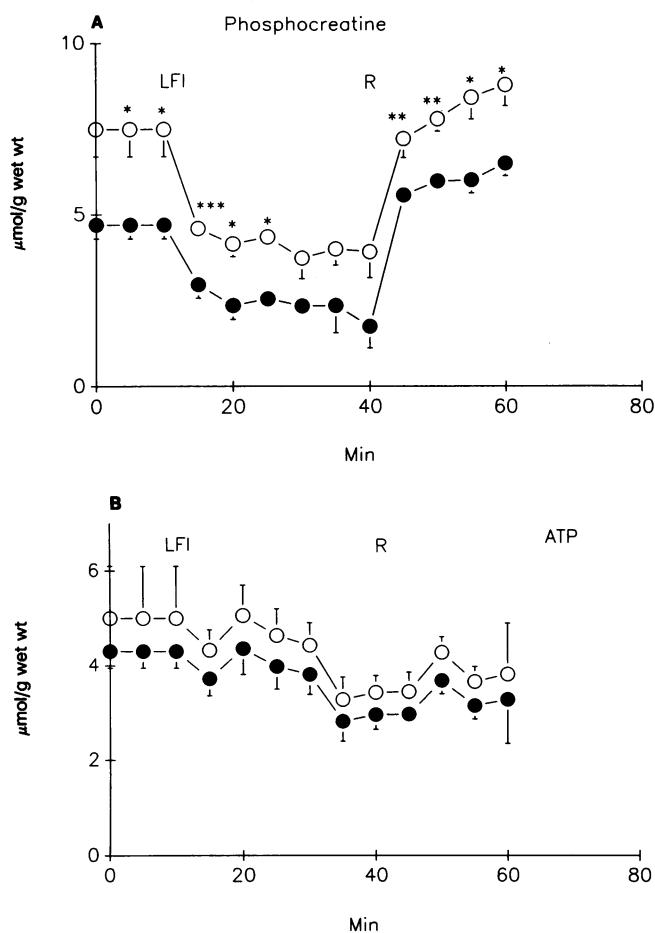 A
Phosphocreatine
10
LFI
R
* * *** * * ** ** * *
µmol/g wet wt
5
0
0 20 40 60 80
Min
B
LFI
R
ATP
6
µmol/g wet wt
4
2
0
0 20 40 60 80
Min